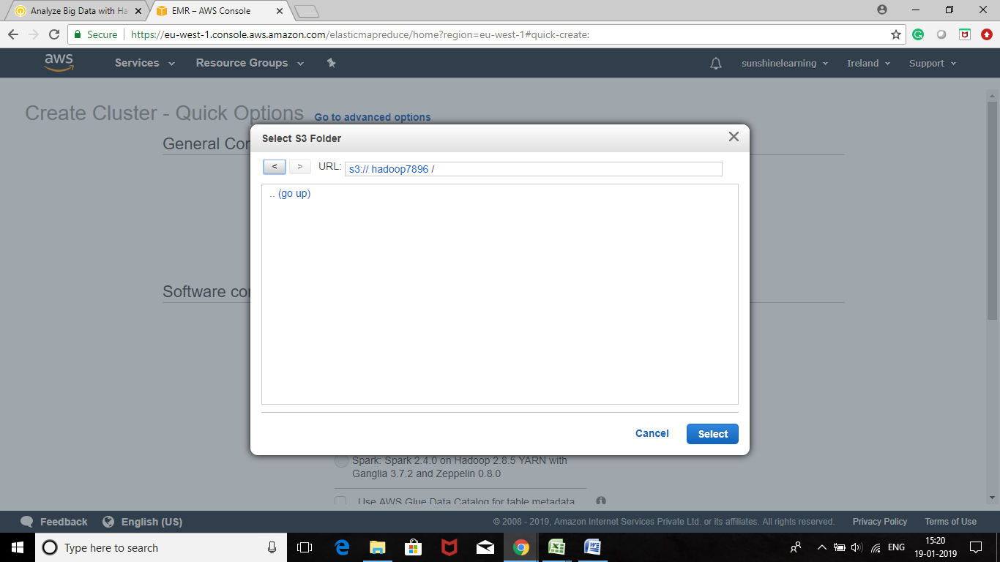 Analyze Big Data with Ha
EMR – AWS Console
Secure
https://eu-west-1.console.aws.amazon.com/elasticmapreduce/home?region=eu-west-1#quick-create:
aws
Services
Resource Groups
sunshinelearning
Ireland
Support
Create Cluster - Quick Options
Go to advanced options
General Con
Select S3 Folder
<
>
URL:
s3:// hadoop7896 /
.. (go up)
Software con
Cancel
Select
Spark: Spark 2.4.0 on Hadoop 2.8.5 YARN with
Ganglia 3.7.2 and Zeppelin 0.8.0
Use AWS Glue Data Catalog for table metadata
Feedback
English (US)
© 2008 - 2019, Amazon Internet Services Private Ltd. or its affiliates. All rights reserved.
Privacy Policy
Terms of Use
Type here to search
ENG
15:20
19-01-2019